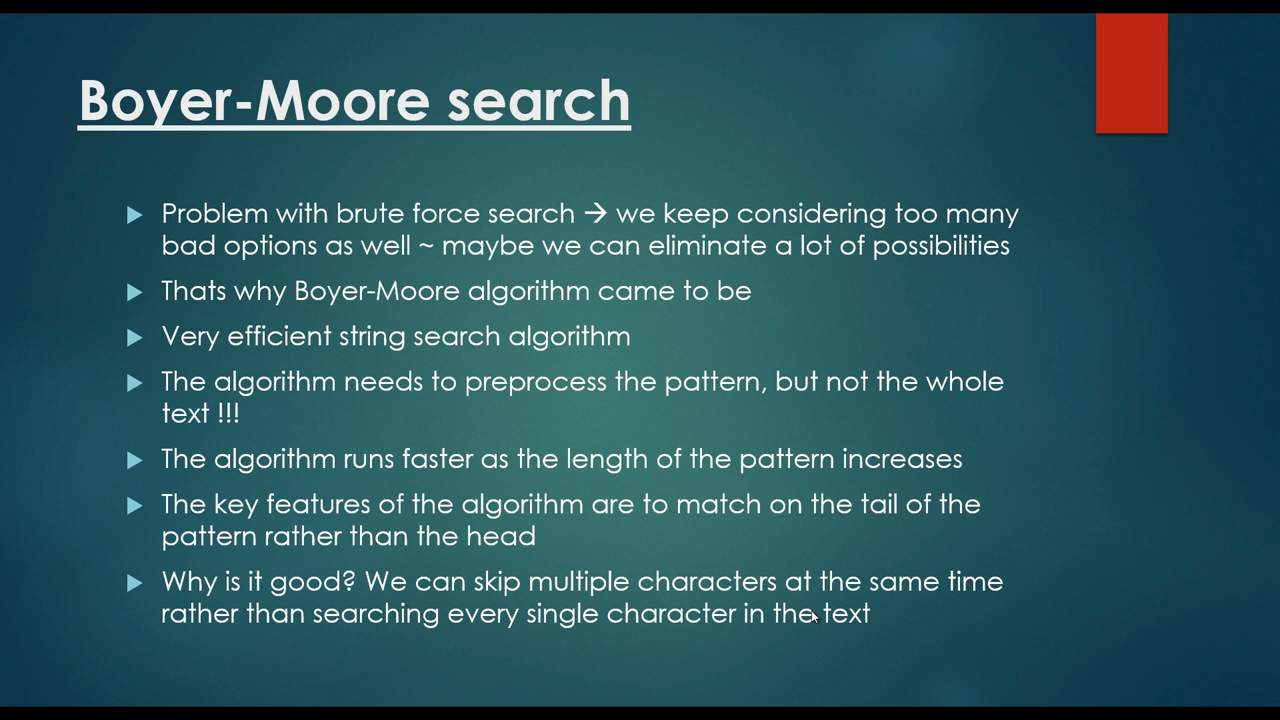 Boyer-Moore search
Problem with brute force search → we keep considering too many
bad options as well ~ maybe we can eliminate a lot of possibilities
Thats why Boyer-Moore algorithm came to be
Very efficient string search algorithm
The algorithm needs to preprocess the pattern, but not the whole
text !!!
The algorithm runs faster as the length of the pattern increases
The key features of the algorithm are to match on the tail of the
pattern rather than the head
Why is it good? We can skip multiple characters at the same time
rather than searching every single character in the text